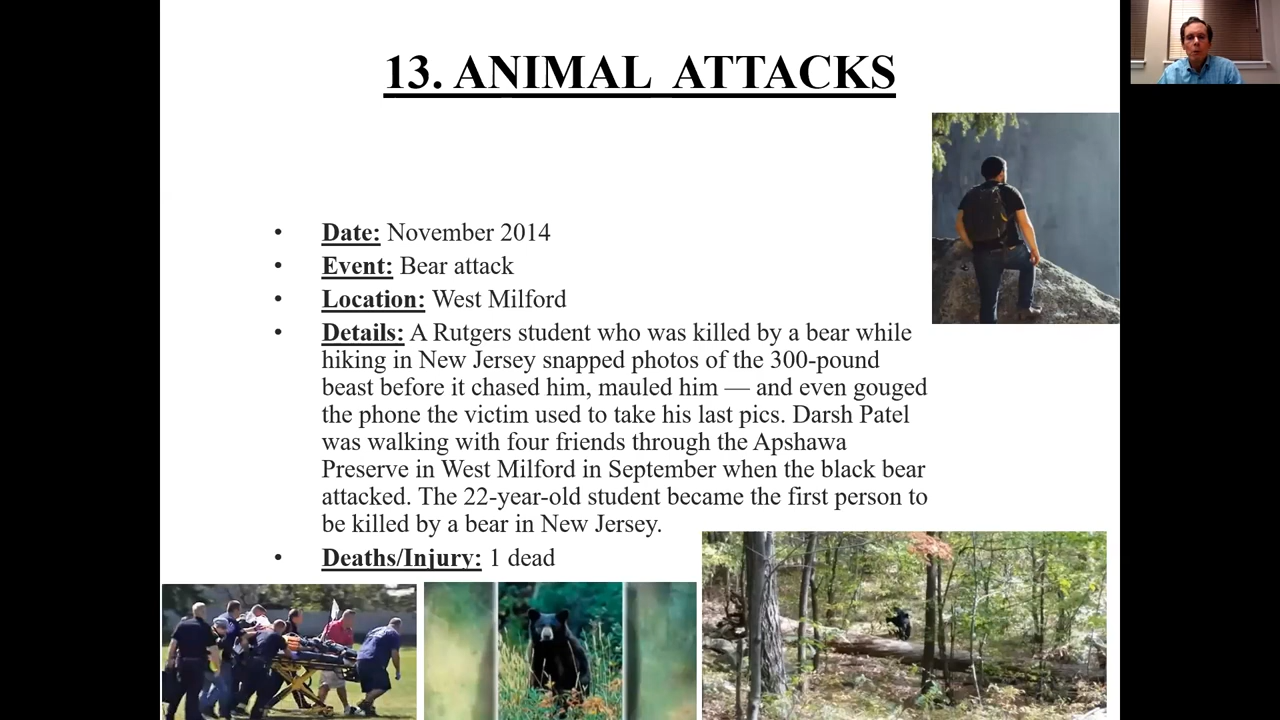 13. ANIMAL ATTACKS
• Date: November 2014
• Event: Bear attack
• Location: West Milford
• Details: A Rutgers student who was killed by a bear while
hiking in New Jersey snapped photos of the 300-pound
beast before it chased him, mauled him — and even gouged
the phone the victim used to take his last pics. Darsh Patel
was walking with four friends through the Apshawa
Preserve in West Milford in September when the black bear
attacked. The 22-year-old student became the first person to
be killed by a bear in New Jersey.
• Deaths/Injury: 1 dead